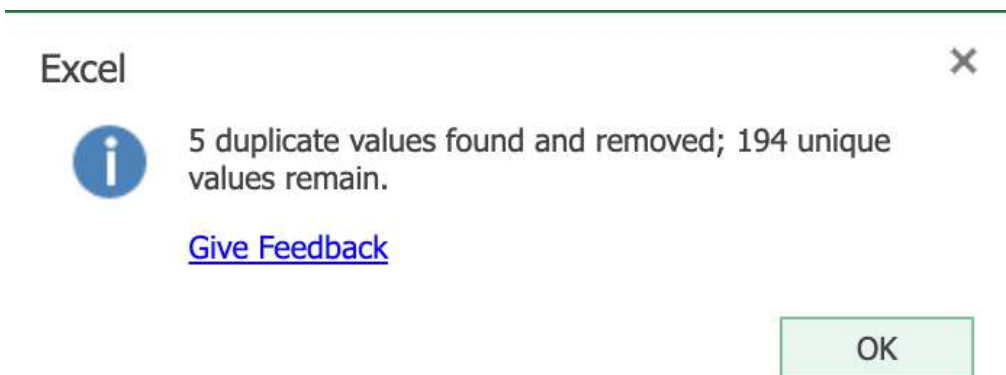 Excel
5 duplicate values found and removed; 194 unique
values remain.
Give Feedback
OK